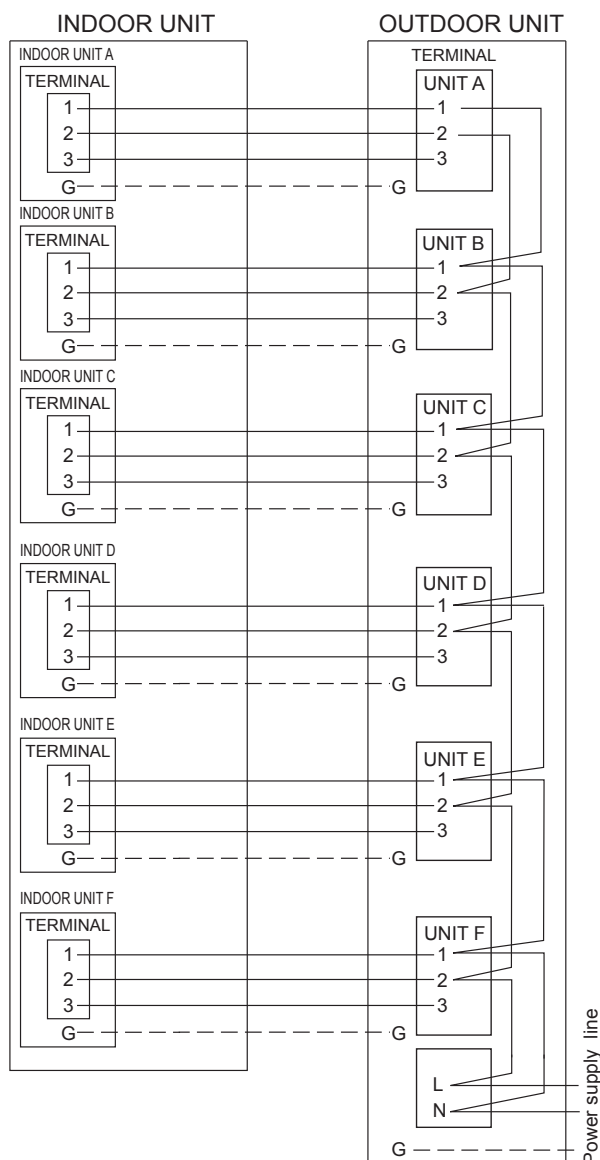 INDOOR UNIT
OUTDOOR UNIT
INDOOR UNIT A
TERMINAL
TERMINAL
UNIT A
1
1
2
2
3
3
G
G
INDOOR UNIT B
TERMINAL
UNIT B
1
1
2
2
3
3
G
G
INDOOR UNIT C
TERMINAL
UNIT C
1
1
2
2
3
3
G
G
INDOOR UNIT D
TERMINAL
UNIT D
1
1
2
2
3
3
G
G
INDOOR UNIT E
TERMINAL
UNIT E
1
1
2
2
3
3
G
G
INDOOR UNIT F
TERMINAL
UNIT F
1
1
2
2
3
3
G
G
L
N
G
Power supply line